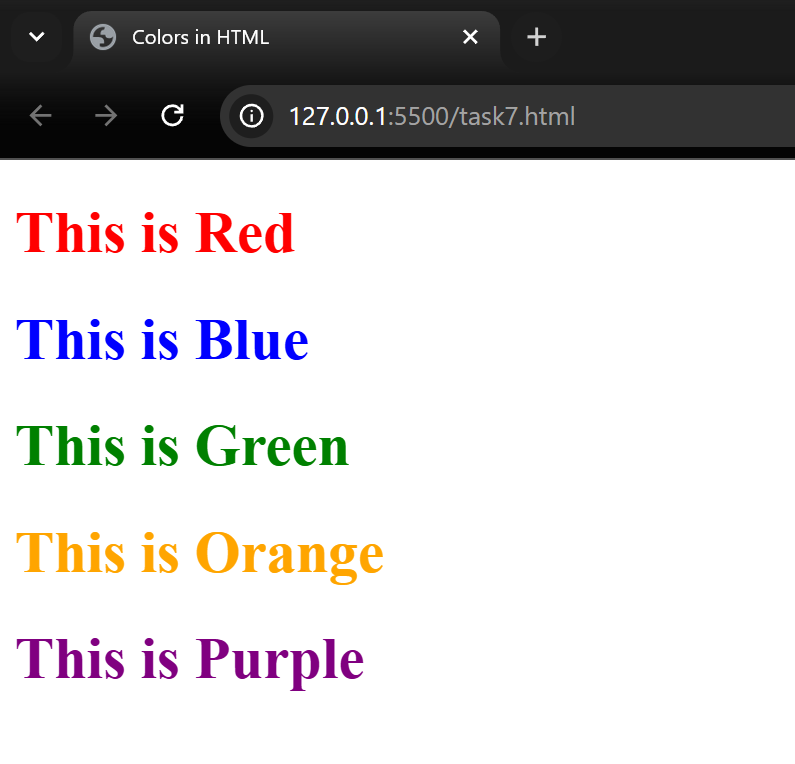 Colors in HTML
127.0.0.1:5500/task7.html
This is Red
This is Blue
This is Green
This is Orange
This is Purple